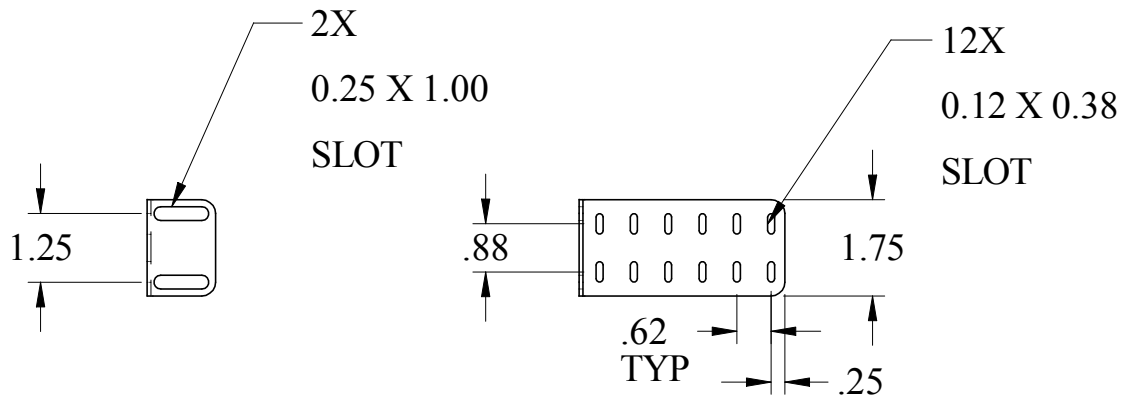 2X
0.25 X 1.00
SLOT
12X
0.12 X 0.38
SLOT
1.25
.88
1.75
.62
TYP
.25